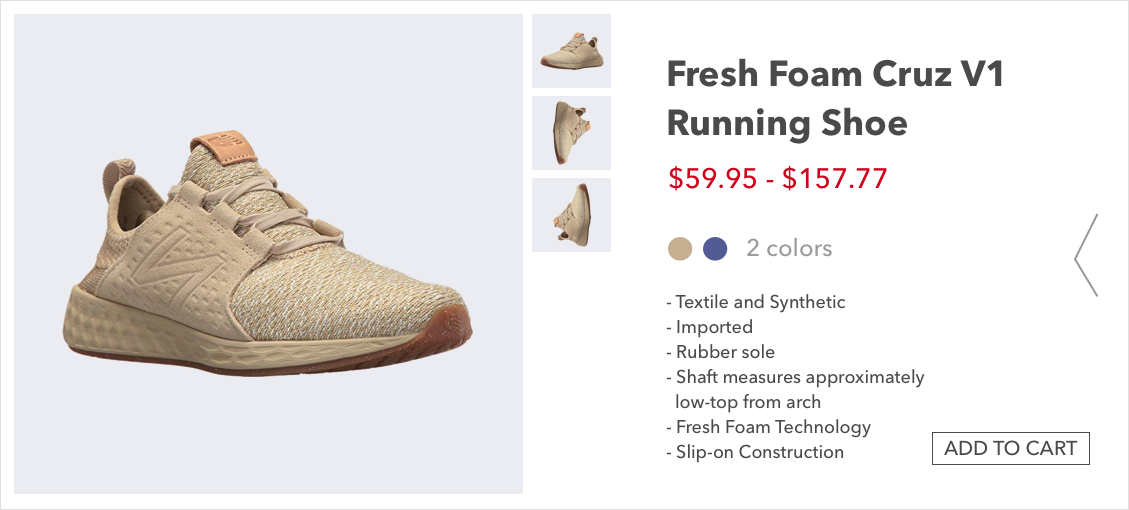 Fresh Foam Cruz V1
Running Shoe
$59.95 - $157.77
2 colors
- Textile and Synthetic
- Imported
- Rubber sole
- Shaft measures approximately
low-top from arch
- Fresh Foam Technology
- Slip-on Construction
ADD TO CART